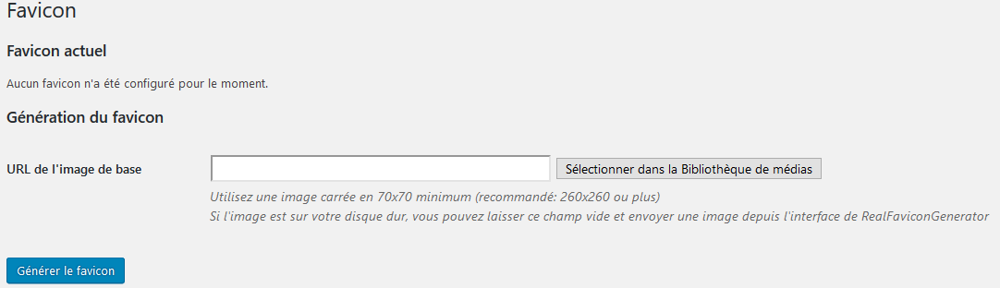 Favicon
Favicon actuel
Aucun favicon n'a été configuré pour le moment.
Génération du favicon
URL de l'image de base
Sélectionner dans la Bibliothèque de médias
Utilisez une image carrée en 70x70 minimum (recommandé: 260x260 ou plus)
Si l'image est sur votre disque dur, vous pouvez laisser ce champ vide et envoyer une image depuis l'interface de RealFaviconGenerator
Générer le favicon